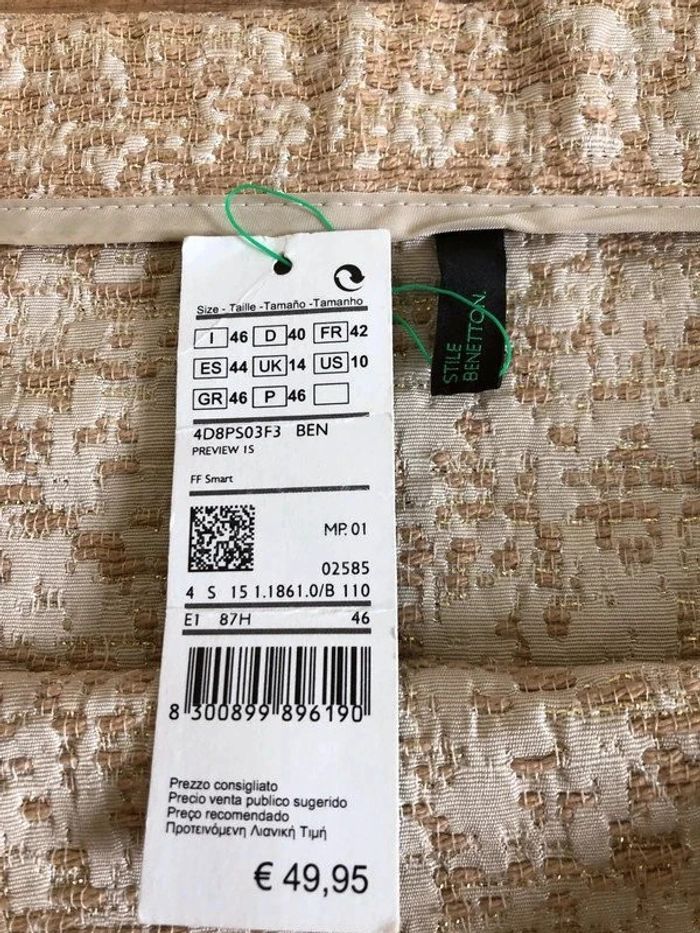 Size - Taille -Tamaño -Tamanho
I 46 D 40 FR 42
ES 44 UK 14 US 10
GR 46 P 46
4D8PS03F3 BEN
PREVIEW 1S
FF Smart
MP. 01
02585
4 S 15 1.1861.0/B 110
E1 87H 46
8 300899 896190
Prezzo consigliato
Precio venta publico sugerido
Preço recomendado
Προτεινόμενη Λιανική Τιμή
€ 49,95
STILE
BENETTON.